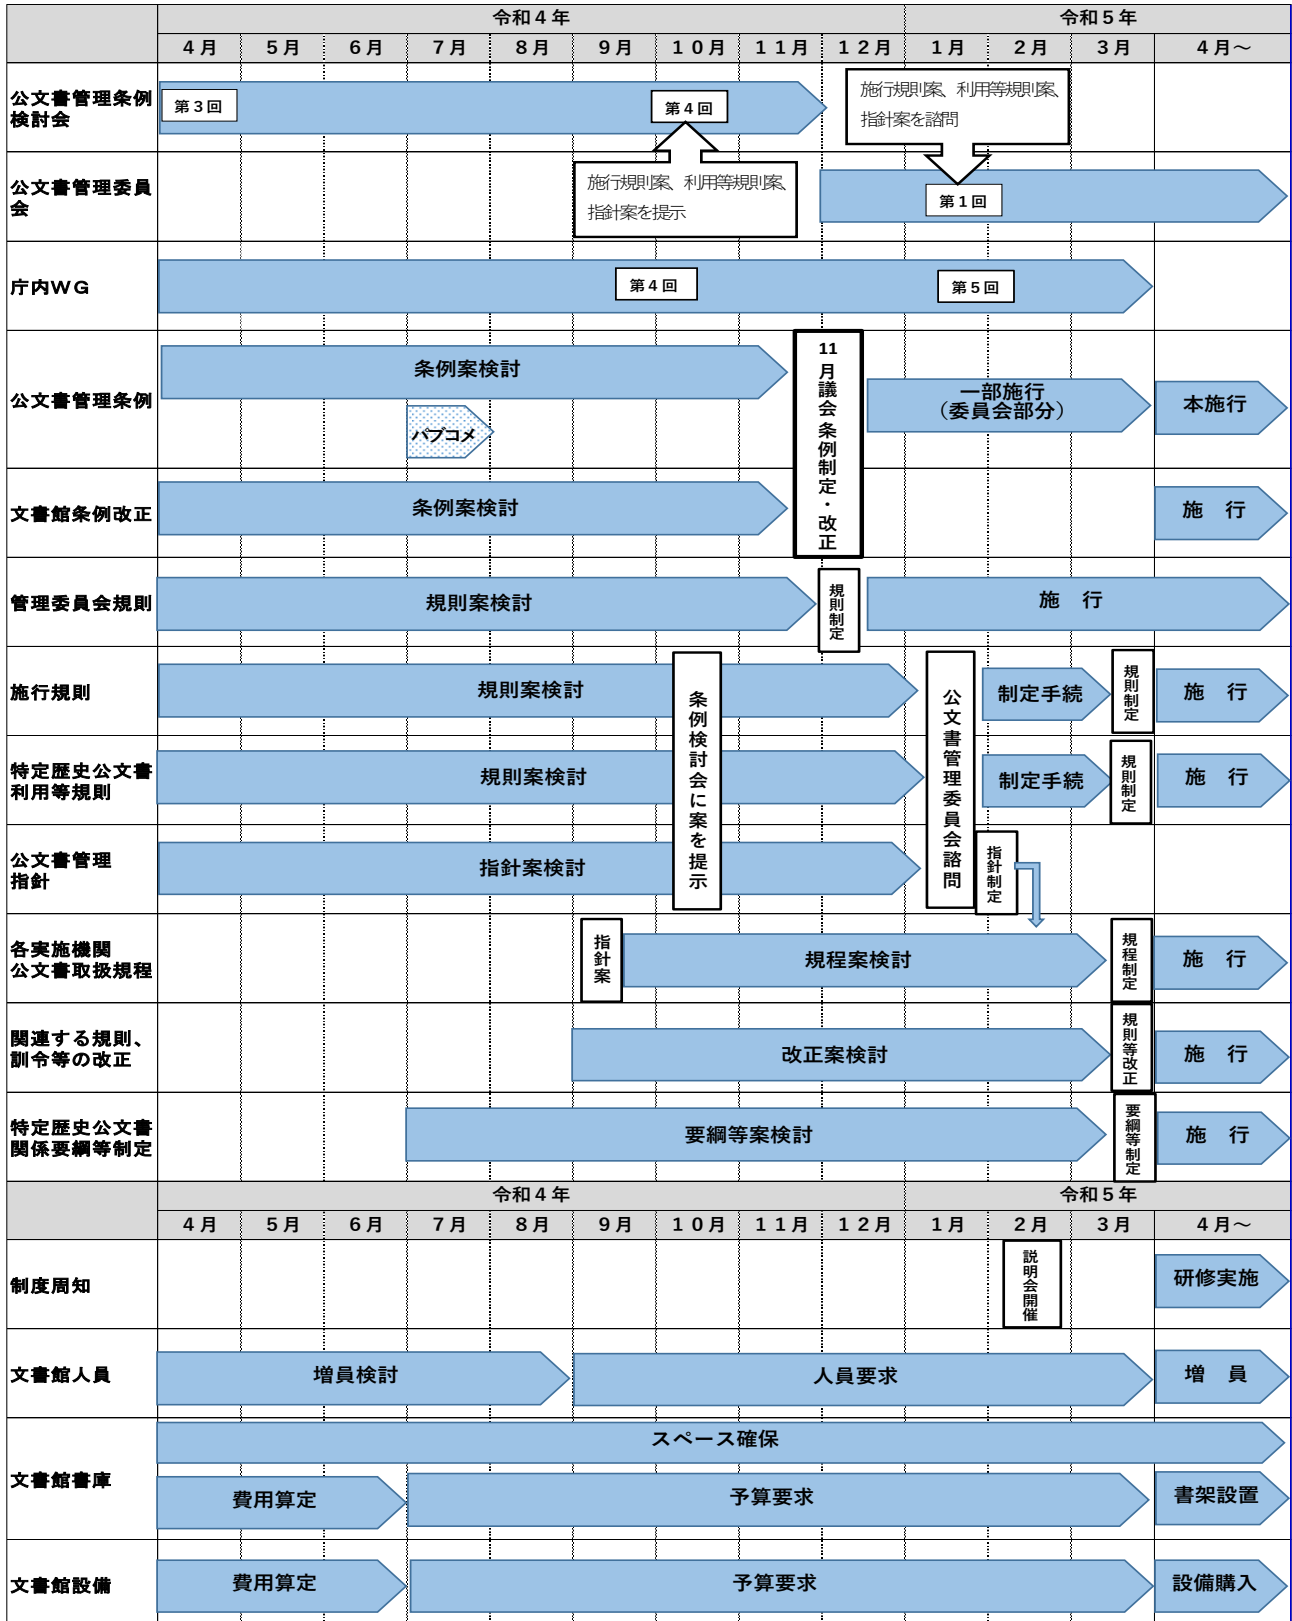 令和４年
令和５年
４月
５月
６月
７月
８月
９月
１０月
１１月
１２月
１月
２月
３月
４月～
公文書管理条例
検討会
第３回
第４回
施行規則案、利用等規則案、
指針案を諮問
公文書管理委員
会
施行規則案、利用等規則案、
指針案を提示
第１回
庁内ＷＧ
第４回
第５回
公文書管理条例
条例案検討
パブコメ
11月議会 条例制定・改正
一部施行
（委員会部分）
本施行
文書館条例改正
条例案検討
施　行
管理委員会規則
規則案検討
規則制定
施　行
施行規則
規則案検討
条例検討会に案を提示
公文書管理委員会諮問
制定手続
規則制定
施　行
特定歴史公文書
利用等規則
規則案検討
制定手続
規則制定
施　行
公文書管理
指針
指針案検討
指針制定
各実施機関
公文書取扱規程
指針案
規程案検討
規程制定
施　行
関連する規則、
訓令等の改正
改正案検討
規則等改正
施　行
特定歴史公文書
関係要綱等制定
要綱等案検討
要綱等制定
施　行
令和４年
令和５年
４月
５月
６月
７月
８月
９月
１０月
１１月
１２月
１月
２月
３月
４月～
制度周知
説明会開催
研修実施
文書館人員
増員検討
人員要求
増　員
文書館書庫
スペース確保
費用算定
予算要求
書架設置
文書館設備
費用算定
予算要求
設備購入